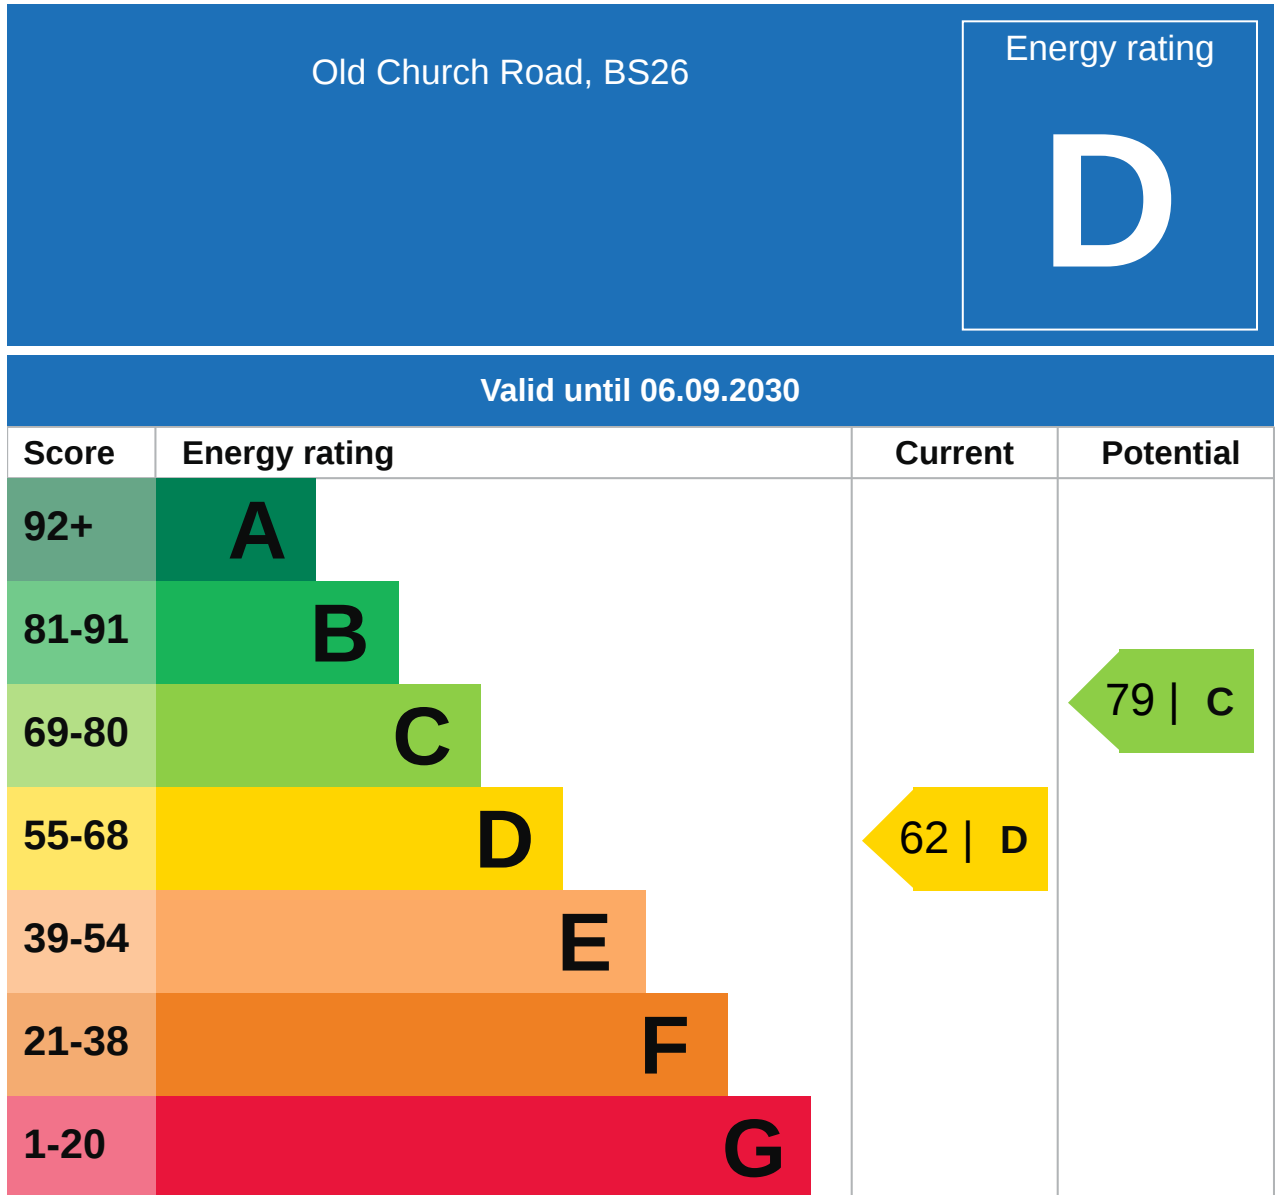 Old Church Road, BS26
Energy rating
D
Valid until 06.09.2030
Score Energy rating Current Potential
92+ A
81-91 B
69-80 C
79 | C
55-68 D
62 | D
39-54 E
21-38 F
1-20 G